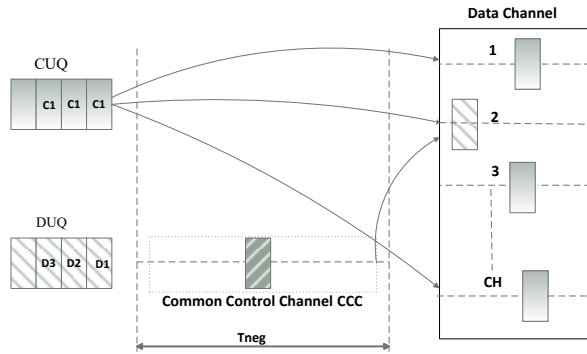 Data Channel
CUQ
C1 C1 C1
1
2
3
CH
DUQ
D3 D2 D1
Common Control Channel CCC
Tneg